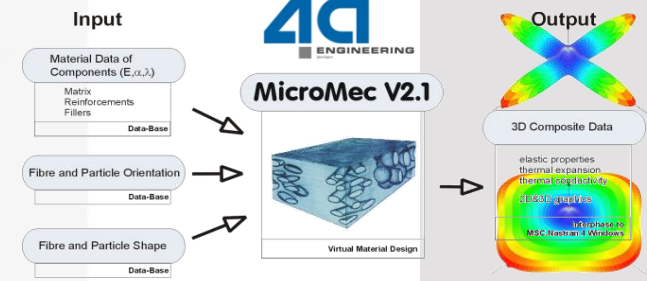 Input
Material Data of
Components (E,α,λ)
Matrix
Reinforcements
Fillers
Data-Base
Fibre and Particle Orientation
Data-Base
Fibre and Particle Shape
Data-Base
4a
ENGINEERING
MicroMec V2.1
Virtual Material Design
Output
3D Composite Data
elastic properties
thermal expansion
thermal conductivity
2D&3D graphics
Interphase to
MSC.Nastran 4 Windows